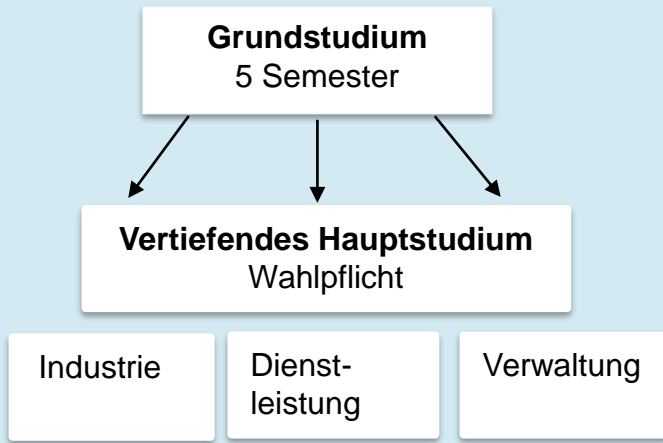 Grundstudium
5 Semester
Vertiefendes Hauptstudium
Wahlpflicht
Industrie
Dienst-
leistung
Verwaltung